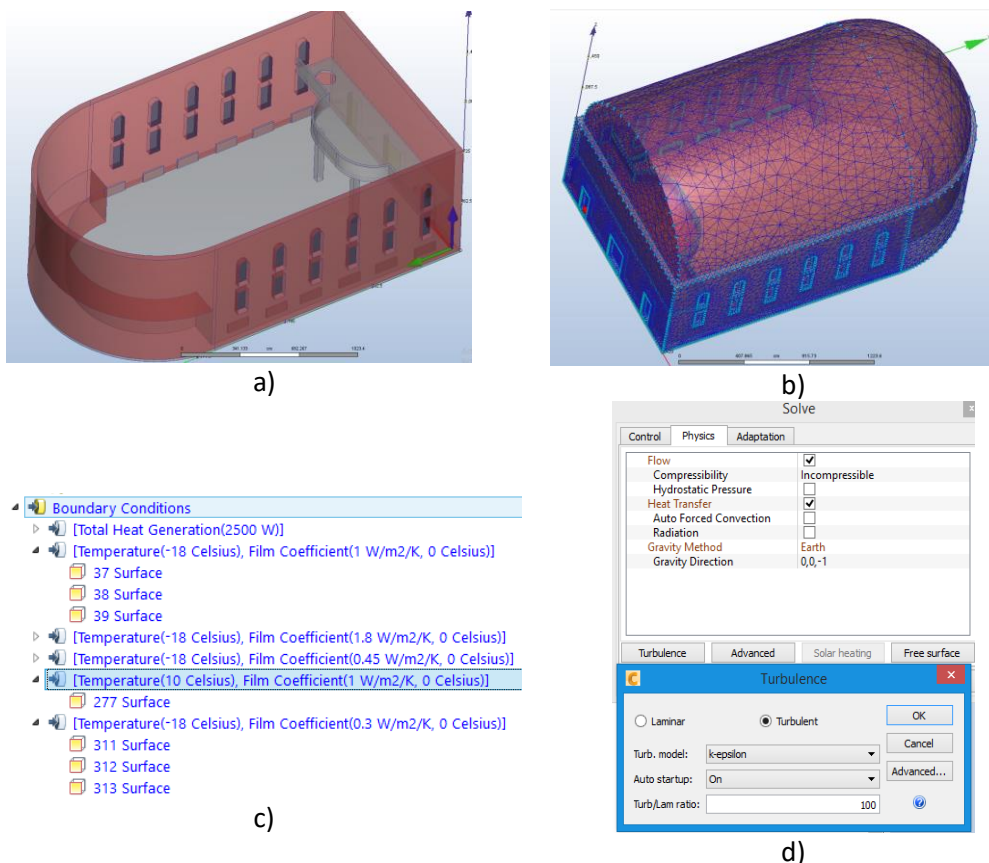 a)
b)
Boundary Conditions
[Total Heat Generation(2500 W)]
[Temperature(-18 Celsius), Film Coefficient(1 W/m2/K, 0 Celsius)]
37 Surface
38 Surface
39 Surface
[Temperature(-18 Celsius), Film Coefficient(1.8 W/m2/K, 0 Celsius)]
[Temperature(-18 Celsius), Film Coefficient(0.45 W/m2/K, 0 Celsius)]
[Temperature(10 Celsius), Film Coefficient(1 W/m2/K, 0 Celsius)]
277 Surface
[Temperature(-18 Celsius), Film Coefficient(0.3 W/m2/K, 0 Celsius)]
311 Surface
312 Surface
313 Surface
c)
Solve
Control Physics Adaptation
Flow
Compressibility Incompressible
Hydrostatic Pressure
Heat Transfer
Auto Forced Convection
Radiation
Gravity Method Earth
Gravity Direction 0,0,-1
Turbulence Advanced Solar heating Free surface
Turbulence
Laminar Turbulent OK
Turb. model: k-epsilon Cancel
Auto startup: On Advanced...
Turb/Lam ratio: 100
d)